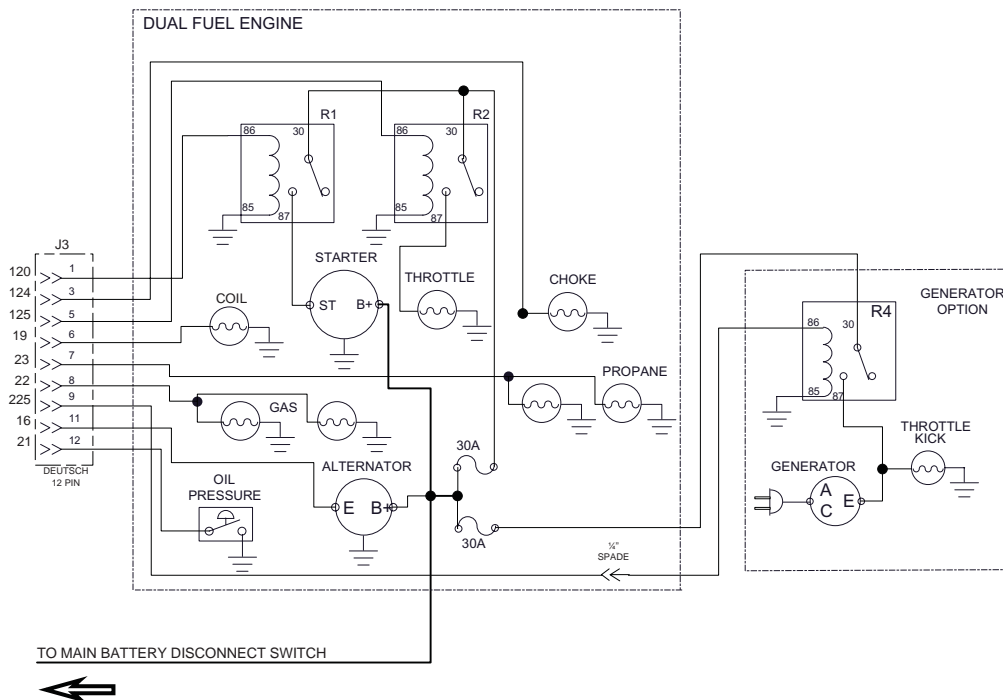 DUAL FUEL ENGINE
R1
R2
86
30
86
30
85
87
85
87
J3
120
1
124
3
125
5
19
6
23
7
22
8
225
9
16
11
21
12
DEUTSCH
12 PIN
STARTER
ST
B+
THROTTLE
CHOKE
COIL
PROPANE
GAS
30A
ALTERNATOR
E
B+
OIL
PRESSURE
30A
¼"
SPADE
GENERATOR
OPTION
R4
86
30
85
87
THROTTLE
KICK
GENERATOR
A
C
E
TO MAIN BATTERY DISCONNECT SWITCH